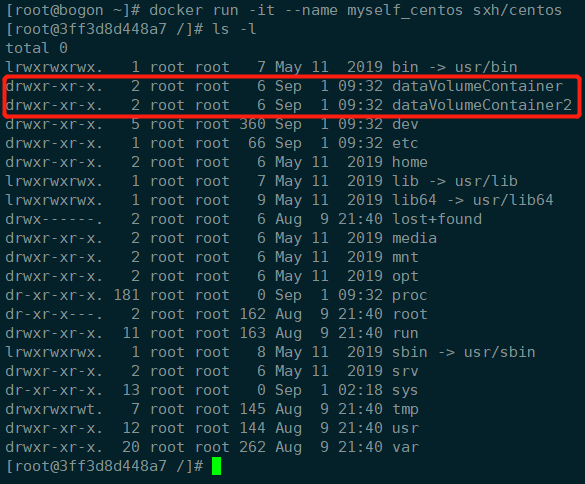 [root@bogon ~]# docker run -it --name myself_centos sxh/centos
[root@3ff3d8d448a7 /]# ls -l
total 0
lrwxrwxrwx.   1 root root   7 May 11  2019 bin -> usr/bin
drwxr-xr-x.   2 root root   6 Sep  1 09:32 dataVolumeContainer
drwxr-xr-x.   2 root root   6 Sep  1 09:32 dataVolumeContainer2
drwxr-xr-x.   5 root root 360 Sep  1 09:32 dev
drwxr-xr-x.   1 root root  66 Sep  1 09:32 etc
drwxr-xr-x.   2 root root   6 May 11  2019 home
lrwxrwxrwx.   1 root root   7 May 11  2019 lib -> usr/lib
lrwxrwxrwx.   1 root root   9 May 11  2019 lib64 -> usr/lib64
drwx------.   2 root root   6 Aug  9 21:40 lost+found
drwxr-xr-x.   2 root root   6 May 11  2019 media
drwxr-xr-x.   2 root root   6 May 11  2019 mnt
drwxr-xr-x.   2 root root   6 May 11  2019 opt
dr-xr-xr-x. 181 root root   0 Sep  1 09:32 proc
dr-xr-x---.   2 root root 162 Aug  9 21:40 root
drwxr-xr-x.  11 root root 163 Aug  9 21:40 run
lrwxrwxrwx.   1 root root   8 May 11  2019 sbin -> usr/sbin
drwxr-xr-x.   2 root root   6 May 11  2019 srv
dr-xr-xr-x.  13 root root   0 Sep  1 02:18 sys
drwxrwxrwt.   7 root root 145 Aug  9 21:40 tmp
drwxr-xr-x.  12 root root 144 Aug  9 21:40 usr
drwxr-xr-x.  20 root root 262 Aug  9 21:40 var
[root@3ff3d8d448a7 /]#